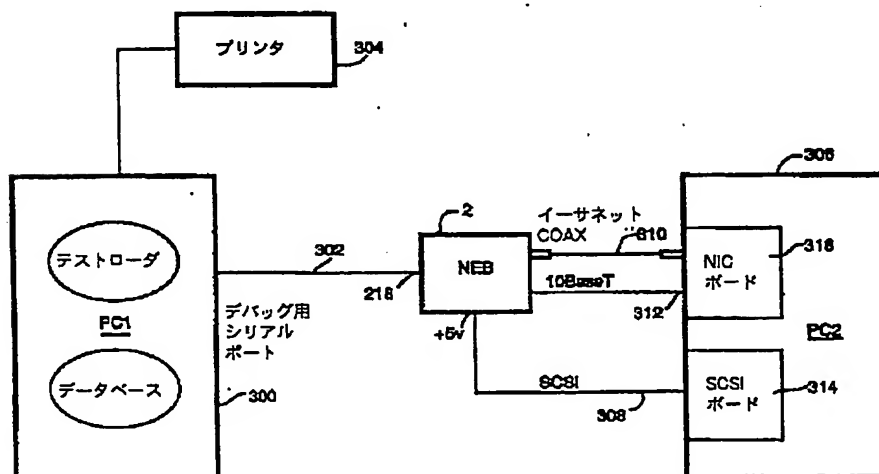 プリンタ
304
306
2
イーサネット
COAX
310
テストローダ
302
NEB
NIC
ボード
316
218
10BaseT
312
デバッグ用
シリアル
ポート
PC1
+5v
PC2
データベース
300
SCSI
308
SCSI
ボード
314